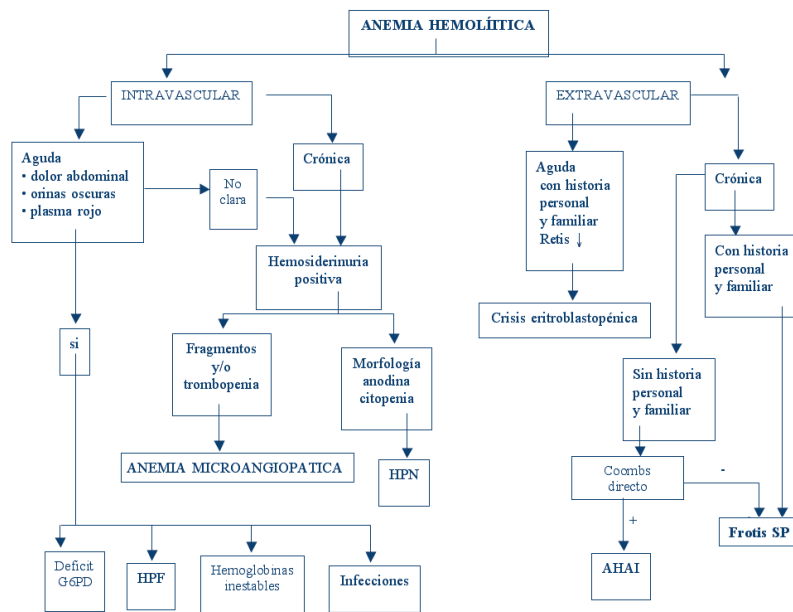 ANEMIA HEMOLÍITICA
INTRAVASCULAR
EXTRAVASCULAR
Aguda
• dolor abdominal
• orinas oscuras
• plasma rojo
No
clara
Crónica
Hemosiderinuria
positiva
si
Fragmentos
y/o
trombopenia
Morfología
anodina
citopenia
ANEMIA MICROANGIOPATICA
HPN
Deficit
G6PD
HPF
Hemoglobinas
inestables
Infecciones
Aguda
con historia
personal
y familiar
Retis ↓
Crisis eritroblastopénica
Crónica
Con historia
personal
y familiar
Sin historia
personal
y familiar
Coombs
directo
-
+
Frotis SP
AHAI